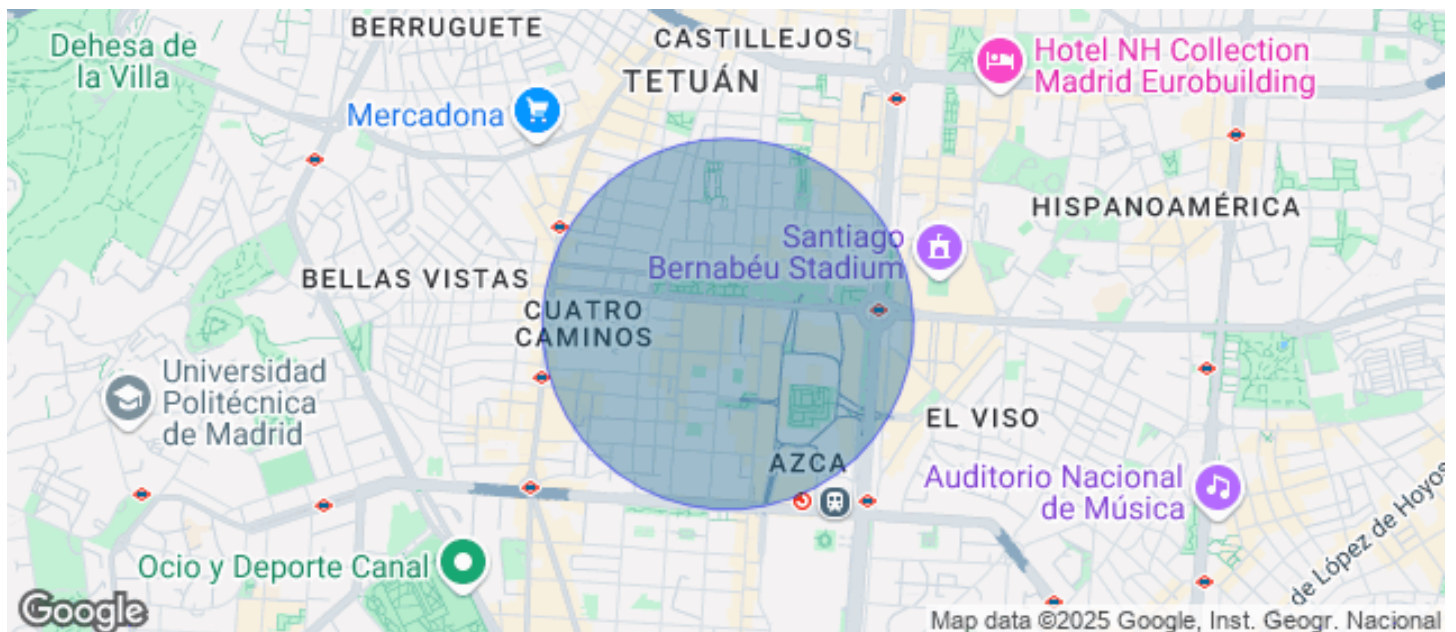 BERRUGUETE
CASTILLEJOS
Dehesa de
la Villa
TETUÁN
Hotel NH Collection
Madrid Eurobuilding
Mercadona
HISPANOAMÉRICA
Santiago
Bernabéu Stadium
BELLAS VISTAS
CUATRO
CAMINOS
Universidad
Politécnica
de Madrid
EL VISO
AZCA
Auditorio Nacional
de Música
de López de Hoyos
Ocio y Deporte Canal
Google
Map data ©2025 Google, Inst. Geogr. Nacional